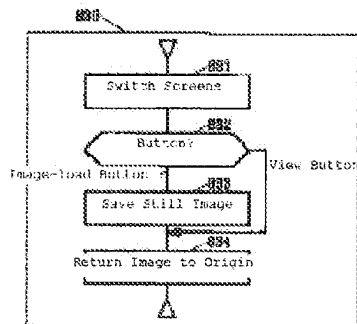 Switch Screens
Button?
View Button
Image-load Button
Save Still Image
Return Image to Origin